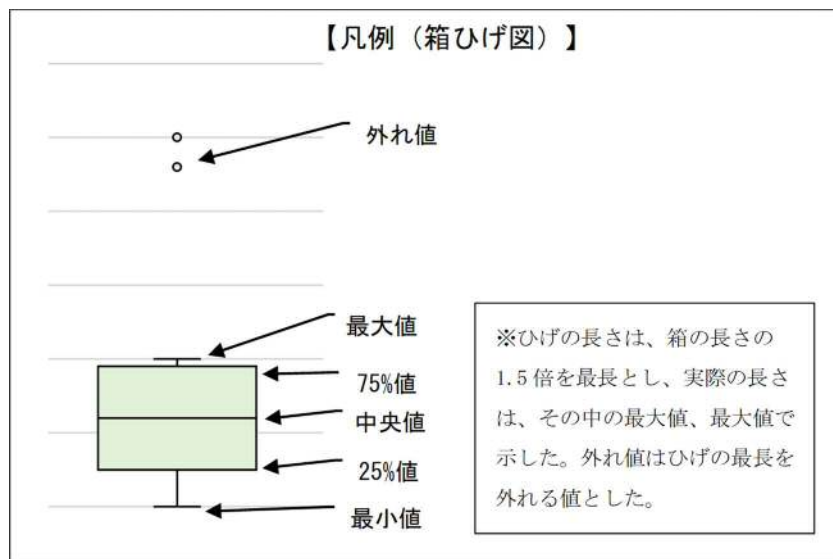 【凡例（箱ひげ図）】
外れ値
最大値
75%値
中央値
25%値
最小値
※ひげの長さは、箱の長さの
1.5倍を最長とし、実際の長さ
は、その中の最大値、最大値で
示した。外れ値はひげの最長を
外れる値とした。